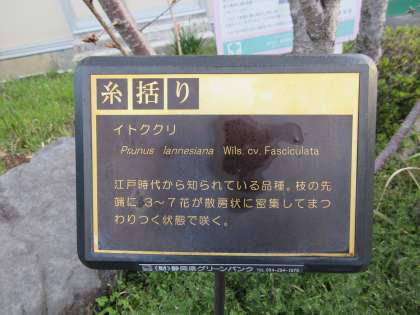 糸括り
イトククリ
Prunus lannesiana Wils. cv. Fasciculata
江戸時代から知られている品種。枝の先
端に 3～7花が散房状に密集してまつ
わりつく状態で咲く。
(財)静岡県グリーンバンク